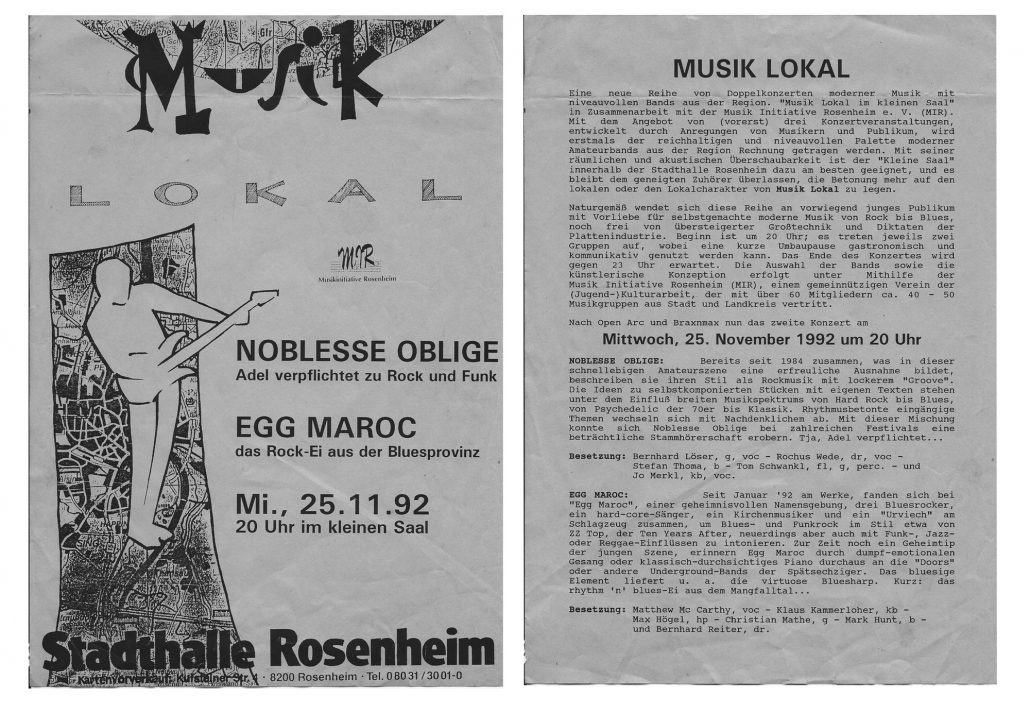 Musik
LOKAL
MIR
Musikinitiative Rosenheim
NOBLESSE OBLIGE
Adel verpflichtet zu Rock und Funk
EGG MAROC
das Rock-Ei aus der Bluesprovinz
Mi., 25.11.92
20 Uhr im kleinen Saal
Stadthalle Rosenheim
Kartenvorverkauf: Kufsteiner Str. 4 · 8200 Rosenheim · Tel. 08031/3001-0
MUSIK LOKAL
Eine neue Reihe von Doppelkonzerten moderner Musik mit
niveauvollen Bands aus der Region. "Musik Lokal im kleinen Saal"
in Zusammenarbeit mit der Musik Initiative Rosenheim e. V. (MIR).
Mit dem Angebot von (vorerst) drei Konzertveranstaltungen,
entwickelt durch Anregungen von Musikern und Publikum, wird
erstmals der reichhaltigen und niveauvollen Palette moderner
Amateurbands aus der Region Rechnung getragen werden. Mit seiner
räumlichen und akustischen Überschaubarkeit ist der "Kleine Saal"
innerhalb der Stadthalle Rosenheim dazu am besten geeignet, und es
bleibt dem geneigten Zuhörer überlassen, die Betonung mehr auf den
lokalen oder den Lokalcharakter von Musik Lokal zu legen.
Naturgemäß wendet sich diese Reihe an vorwiegend junges Publikum
mit Vorliebe für selbstgemachte moderne Musik von Rock bis Blues,
noch frei von übersteigerter Großtechnik und Diktaten der
Plattenindustrie. Beginn ist um 20 Uhr; es treten jeweils zwei
Gruppen auf, wobei eine kurze Umbaupause gastronomisch und
kommunikativ genutzt werden kann. Das Ende des Konzertes wird
gegen 23 Uhr erwartet. Die Auswahl der Bands sowie die
künstlerische Konzeption erfolgt unter Mithilfe der
Musik Initiative Rosenheim (MIR), einem gemeinnützigen Verein der
(Jugend-)Kulturarbeit, der mit über 60 Mitgliedern ca. 40 - 50
Musikgruppen aus Stadt und Landkreis vertritt.
Nach Open Arc und Braxnmax nun das zweite Konzert am
Mittwoch, 25. November 1992 um 20 Uhr
NOBLESSE OBLIGE: Bereits seit 1984 zusammen, was in dieser
schnellebigen Amateurszene eine erfreuliche Ausnahme bildet,
beschreiben sie ihren Stil als Rockmusik mit lockerem "Groove".
Die Ideen zu selbstkomponierten Stücken mit eigenen Texten stehen
unter dem Einfluß breiten Musikspektrums von Hard Rock bis Blues,
von Psychedelic der 70er bis Klassik. Rhythmusbetonte eingängige
Themen wechseln sich mit Nachdenklichem ab. Mit dieser Mischung
konnte sich Noblesse Oblige bei zahlreichen Festivals eine
beträchtliche Stammhörerschaft erobern. Tja, Adel verpflichtet...
Besetzung: Bernhard Löser, g, voc - Rochus Wede, dr, voc -
Stefan Thoma, b - Tom Schwankl, fl, g, perc. - und
Jo Merkl, kb, voc.
EGG MAROC: Seit Januar '92 am Werke, fanden sich bei
"Egg Maroc", einer geheimnisvollen Namensgebung, drei Bluesrocker,
ein hard-core-Sänger, ein Kirchenmusiker und ein "Urviech" am
Schlagzeug zusammen, um Blues- und Funkrock im Stil etwa von
ZZ Top, der Ten Years After, neuerdings aber auch mit Funk-, Jazz-
oder Reggae-Einflüssen zu intonieren. Zur Zeit noch ein Geheimtip
der jungen Szene, erinnern Egg Maroc durch dumpf-emotionalen
Gesang oder klassisch-durchsichtiges Piano durchaus an die "Doors"
oder andere Underground-Bands der Spätsechziger. Das bluesige
Element liefert u. a. die virtuose Bluesharp. Kurz: das
rhythm 'n' blues-Ei aus dem Mangfalltal...
Besetzung: Matthew Mc Carthy, voc - Klaus Kammerloher, kb -
Max Högel, hp - Christian Mathe, g - Mark Hunt, b -
und Bernhard Reiter, dr.